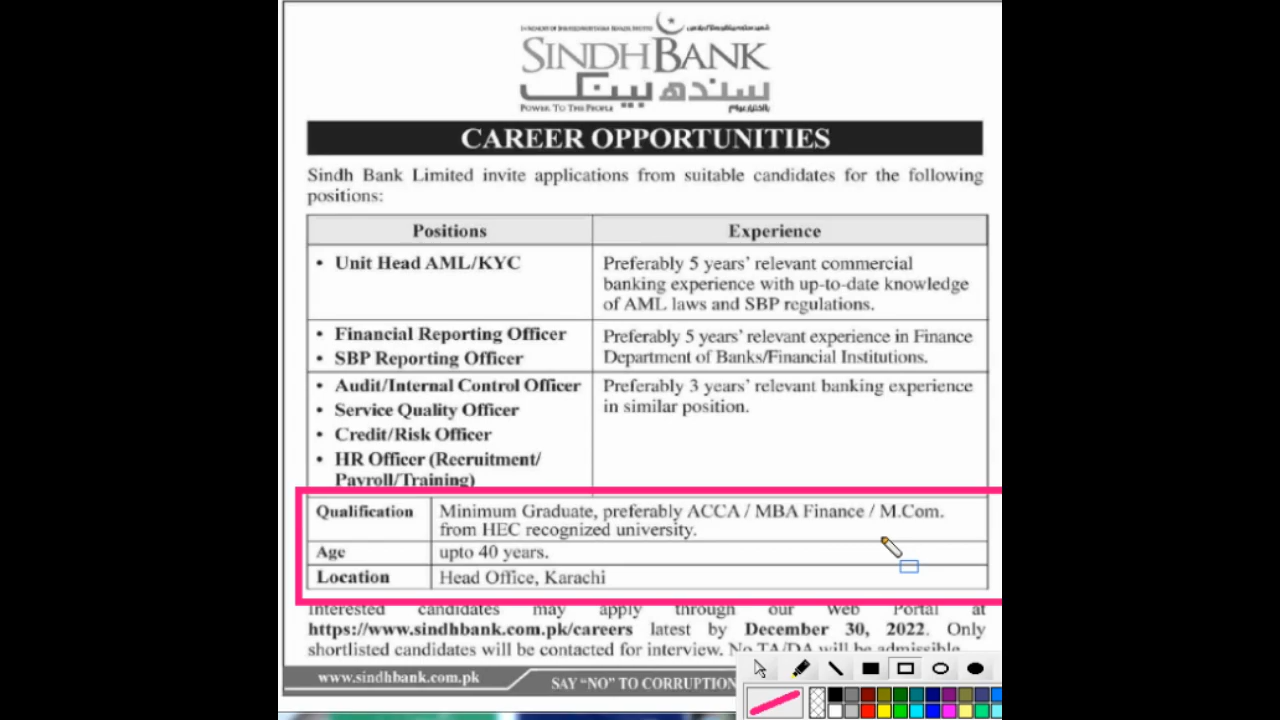 SINDHBANK
سندھ بینک
POWER TO THE PEOPLE
CAREER OPPORTUNITIES
Sindh Bank Limited invite applications from suitable candidates for the following
positions:
Positions
Experience
• Unit Head AML/KYC
Preferably 5 years' relevant commercial
banking experience with up-to-date knowledge
of AML laws and SBP regulations.
• Financial Reporting Officer
• SBP Reporting Officer
Preferably 5 years' relevant experience in Finance
Department of Banks/Financial Institutions.
• Audit/Internal Control Officer
• Service Quality Officer
• Credit/Risk Officer
• HR Officer (Recruitment/
Payroll/Training)
Preferably 3 years' relevant banking experience
in similar position.
Qualification
Minimum Graduate, preferably ACCA / MBA Finance / M.Com.
from HEC recognized university.
Age
upto 40 years.
Location
Head Office, Karachi
Interested candidates may apply through our Web Portal at
https://www.sindhbank.com.pk/careers latest by December 30, 2022. Only
shortlisted candidates will be contacted for interview. No TA/DA will be admissible.
www.sindhbank.com.pk
SAY "NO" TO CORRUPTION